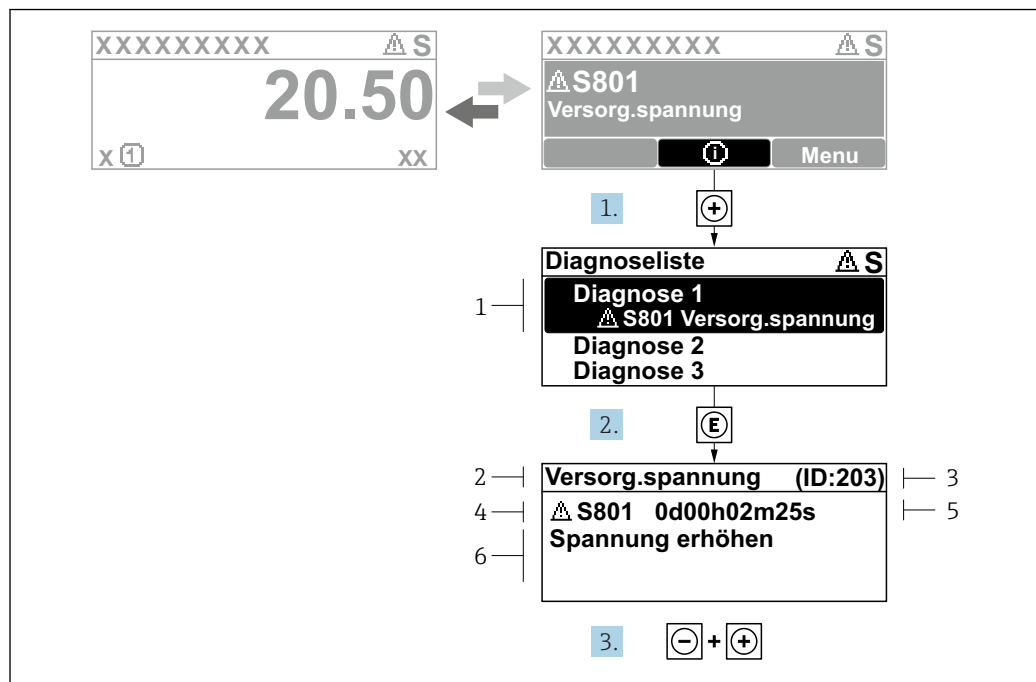 XXXXXXXXX ⚠ S
20.50
x ① xx
XXXXXXXXX ⚠ S
⚠ S801
Versorg.spannung
ⓘ Menu
1. ⊕
Diagnoseliste ⚠ S
1
Diagnose 1
⚠ S801 Versorg.spannung
Diagnose 2
Diagnose 3
2. Ⓔ
2 Versorg.spannung (ID:203) 3
4 ⚠ S801 0d00h02m25s 5
6 Spannung erhöhen
3. ⊖ + ⊕